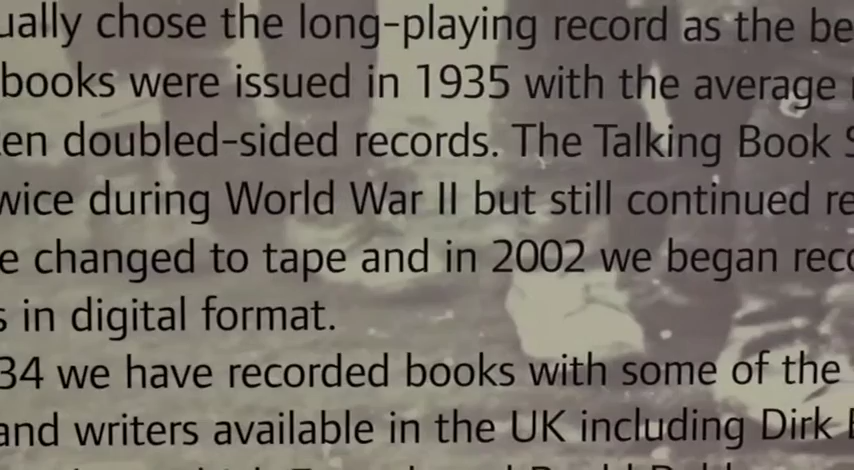 ually chose the long-playing record as the be
books were issued in 1935 with the average
en doubled-sided records. The Talking Book S
wice during World War II but still continued re
e changed to tape and in 2002 we began reco
s in digital format.
34 we have recorded books with some of the
and writers available in the UK including Dirk